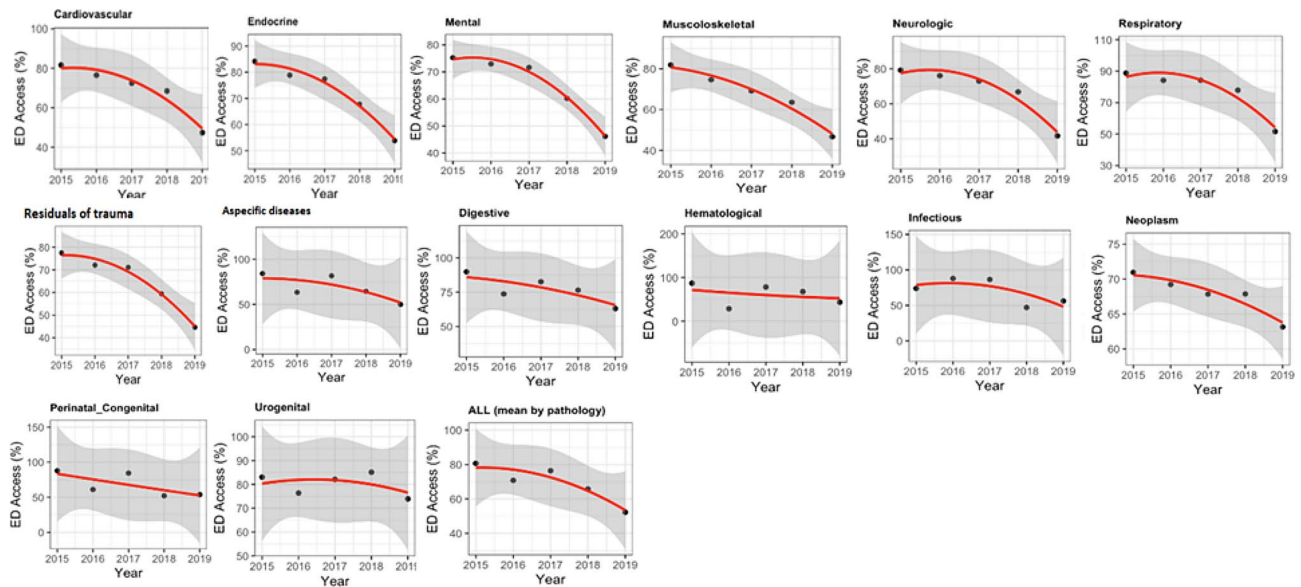 Cardiovascular
ED Access (%)
100
80
60
40
2015 2016 2017 2018 201
Year
Endocrine
ED Access (%)
90
80
70
60
50
2015 2016 2017 2018 2011
Year
Mental
ED Access (%)
80
70
60
50
40
2015 2016 2017 2018 2019
Year
Muscoloskeletal
ED Access (%)
80
60
40
2015 2016 2017 2018 2019
Year
Neurologic
ED Access (%)
80
60
40
2015 2016 2017 2018 2019
Year
Respiratory
ED Access (%)
110
90
70
50
30
2015 2016 2017 2018 2019
Year
Residuals of trauma
ED Access (%)
80
70
60
50
40
2015 2016 2017 2018 2019
Year
Aspecific diseases
ED Access (%)
100
50
0
2015 2016 2017 2018 2019
Year
Digestive
ED Access (%)
100
75
50
2015 2016 2017 2018 2019
Year
Hematological
ED Access (%)
200
100
0
2015 2016 2017 2018 2019
Year
Infectious
ED Access (%)
150
100
50
0
2015 2016 2017 2018 2019
Year
Neoplasm
ED Access (%)
75
70
65
60
2015 2016 2017 2018 2019
Year
Perinatal_Congenital
ED Access (%)
150
100
50
0
2015 2016 2017 2018 2019
Year
Urogenital
ED Access (%)
100
90
80
70
60
50
2015 2016 2017 2018 2011
Year
ALL (mean by pathology)
ED Access (%)
100
80
60
40
2015 2016 2017 2018 2019
Year